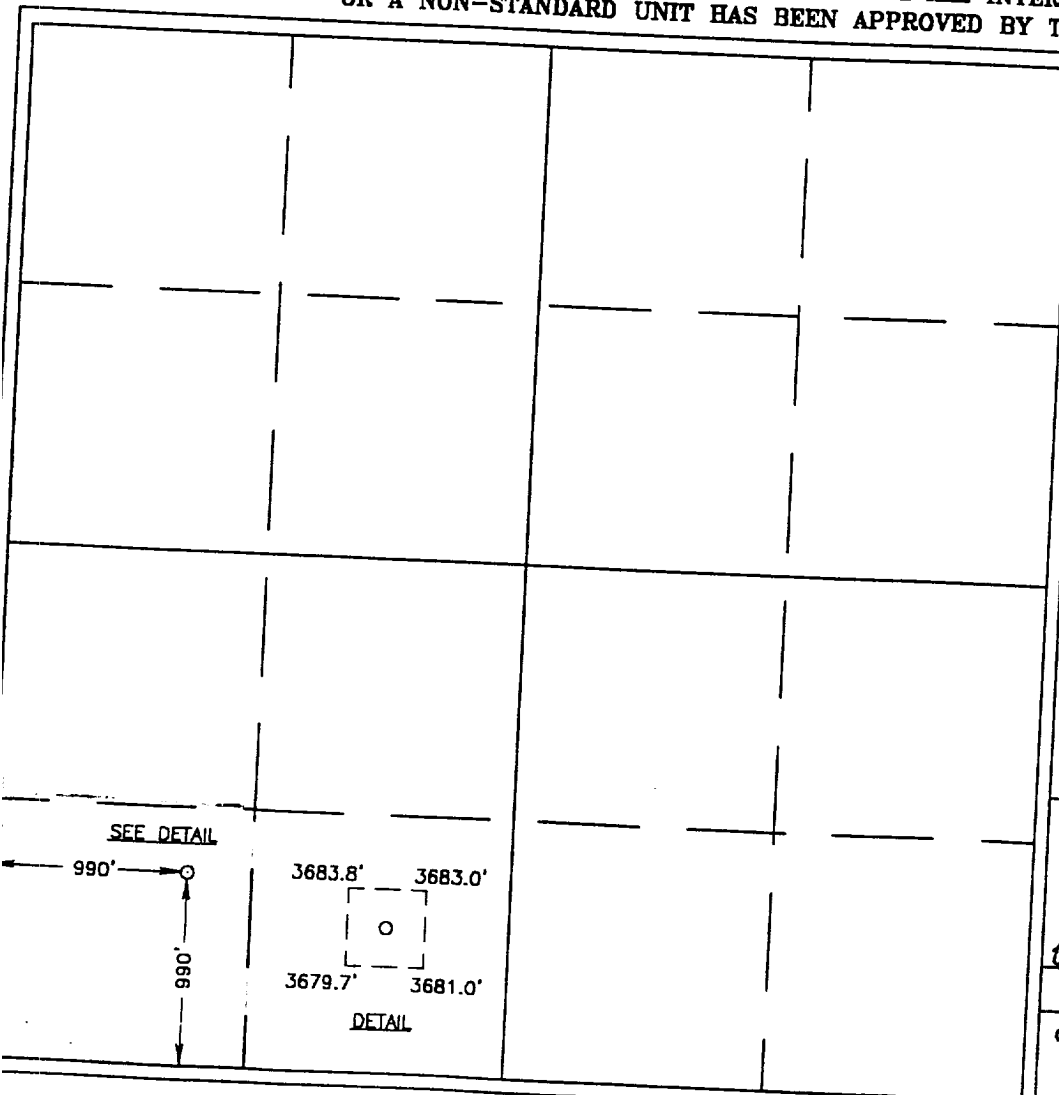 OR A NON-STANDARD UNIT HAS BEEN APPROVED BY
SEE DETAIL
990'
990'
3683.8' 3683.0'
3679.7' 3681.0'
DETAIL